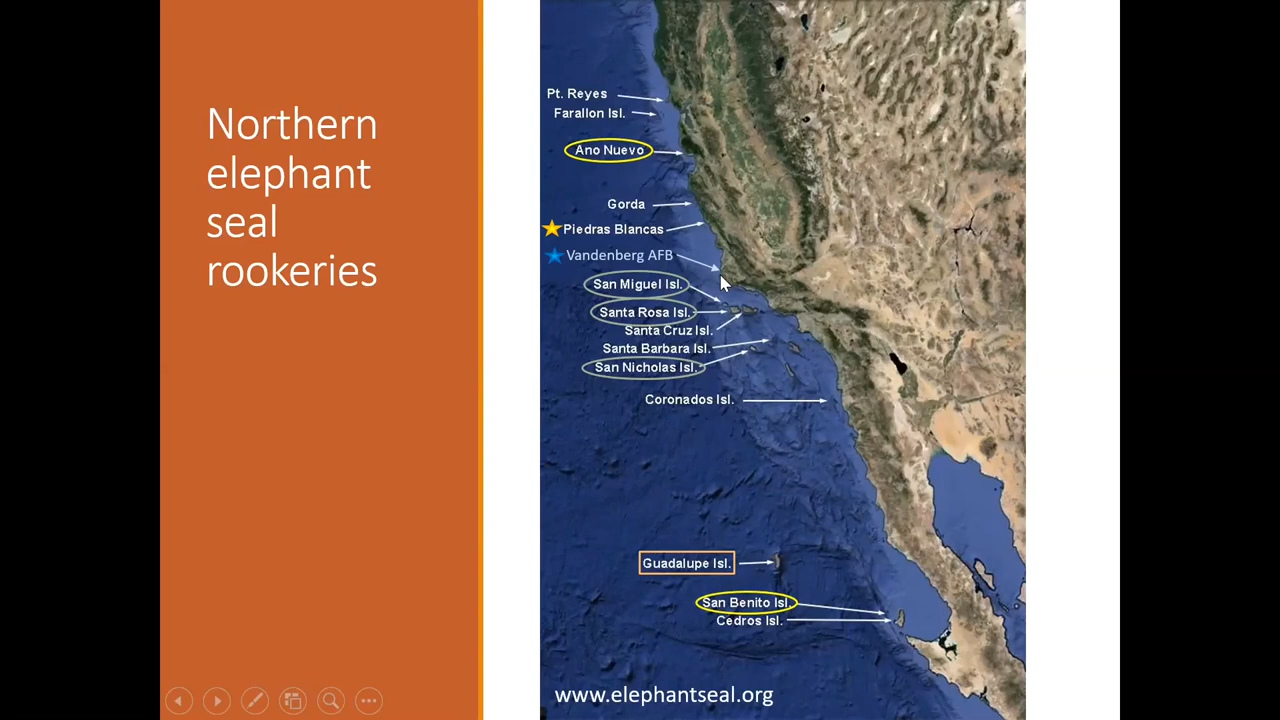 Northern
elephant
seal
rookeries
Pt. Reyes
Farallon Isl.
Ano Nuevo
Gorda
Piedras Blancas
Vandenberg AFB
San Miguel Isl.
Santa Rosa Isl.
Santa Cruz Isl.
Santa Barbara Isl.
San Nicholas Isl.
Coronados Isl.
Guadalupe Isl.
San Benito Isl.
Cedros Isl.
www.elephantseal.org